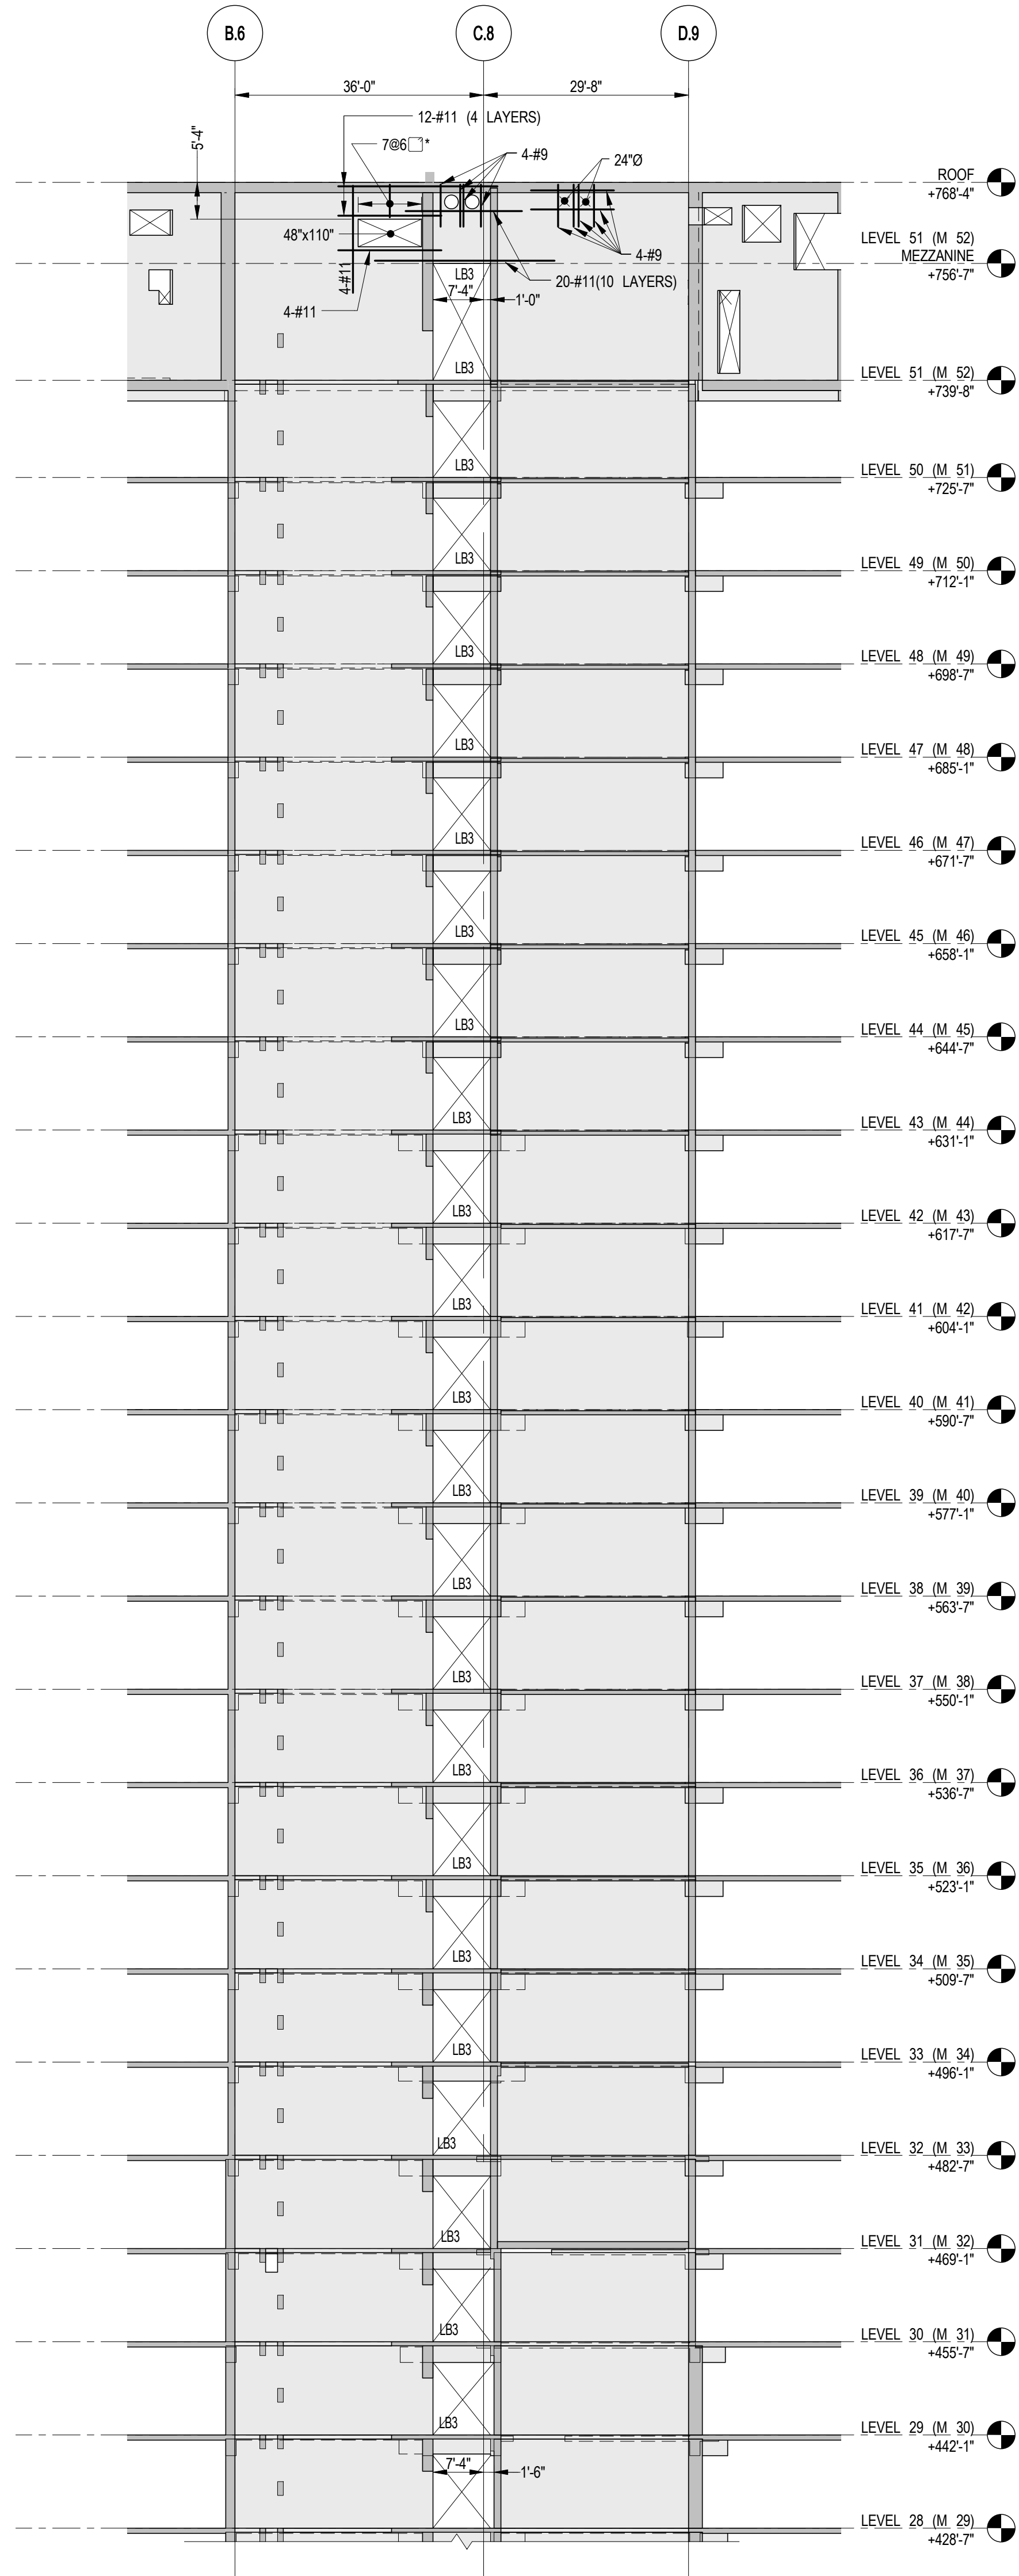 B.6
C.8
D.9
36'-0"
29'-8"
12-#11 (4 LAYERS)
5'-4"
7@6 *
4-#9
24"Ø
ROOF
+768'-4"
48"x110"
4-#9
LEVEL 51 (M 52)
MEZZANINE
+756'-7"
4-#11
LB3
20-#11(10 LAYERS)
7'-4"
1'-0"
4-#11
LB3
LEVEL 51 (M 52)
+739'-8"
LB3
LEVEL 50 (M 51)
+725'-7"
LB3
LEVEL 49 (M 50)
+712'-1"
LB3
LEVEL 48 (M 49)
+698'-7"
LB3
LEVEL 47 (M 48)
+685'-1"
LB3
LEVEL 46 (M 47)
+671'-7"
LB3
LEVEL 45 (M 46)
+658'-1"
LB3
LEVEL 44 (M 45)
+644'-7"
LB3
LEVEL 43 (M 44)
+631'-1"
LB3
LEVEL 42 (M 43)
+617'-7"
LB3
LEVEL 41 (M 42)
+604'-1"
LB3
LEVEL 40 (M 41)
+590'-7"
LB3
LEVEL 39 (M 40)
+577'-1"
LB3
LEVEL 38 (M 39)
+563'-7"
LB3
LEVEL 37 (M 38)
+550'-1"
LB3
LEVEL 36 (M 37)
+536'-7"
LB3
LEVEL 35 (M 36)
+523'-1"
LB3
LEVEL 34 (M 35)
+509'-7"
LB3
LEVEL 33 (M 34)
+496'-1"
LB3
LEVEL 32 (M 33)
+482'-7"
LB3
LEVEL 31 (M 32)
+469'-1"
LB3
LEVEL 30 (M 31)
+455'-7"
LB3
LEVEL 29 (M 30)
+442'-1"
7'-4"
1'-6"
LEVEL 28 (M 29)
+428'-7"